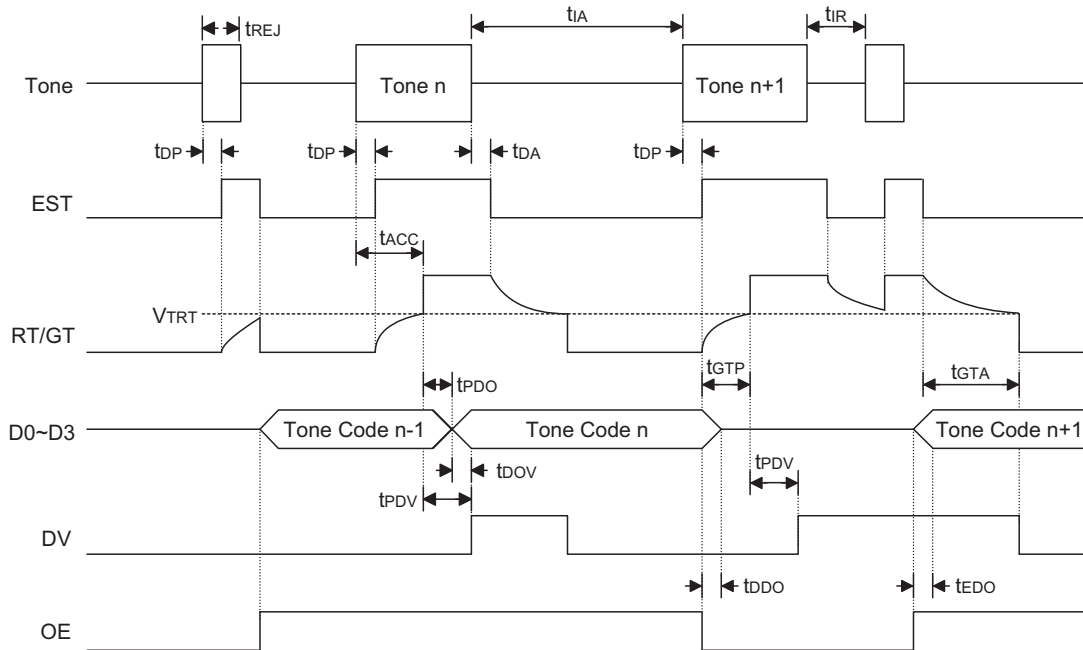 tREJ
tIA
tIR
Tone
Tone n
Tone n+1
tDP
tDP
tDA
tDP
EST
tACC
VTRT
RT/GT
tPDO
tGTP
tGTA
D0~D3
Tone Code n-1
Tone Code n
Tone Code n+1
tDOV
tPDV
tPDV
DV
tDDO
tEDO
OE